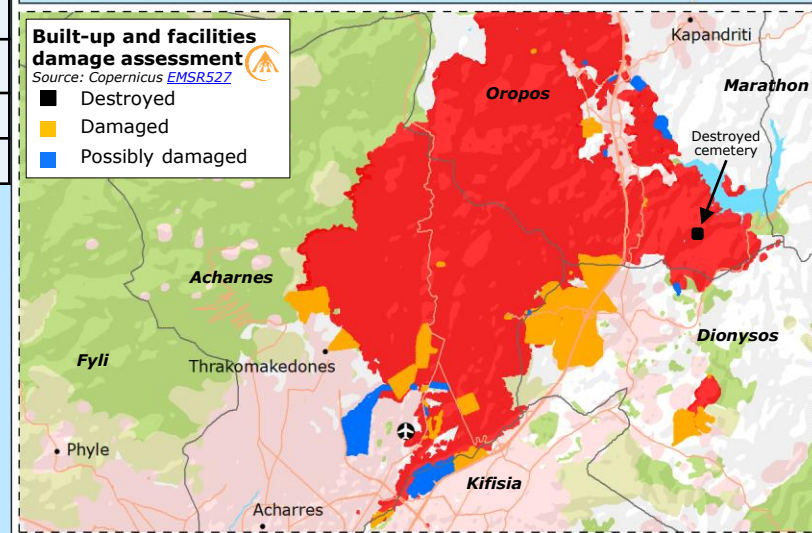 Built-up and facilities
damage assessment
Source: Copernicus EMSR527
Destroyed
Damaged
Possibly damaged
Kapandriti
Oropos
Marathon
Destroyed
cemetery
Acharnes
Dionysos
Fyli
Thrakomakedones
Phyle
Kifisia
Acharres